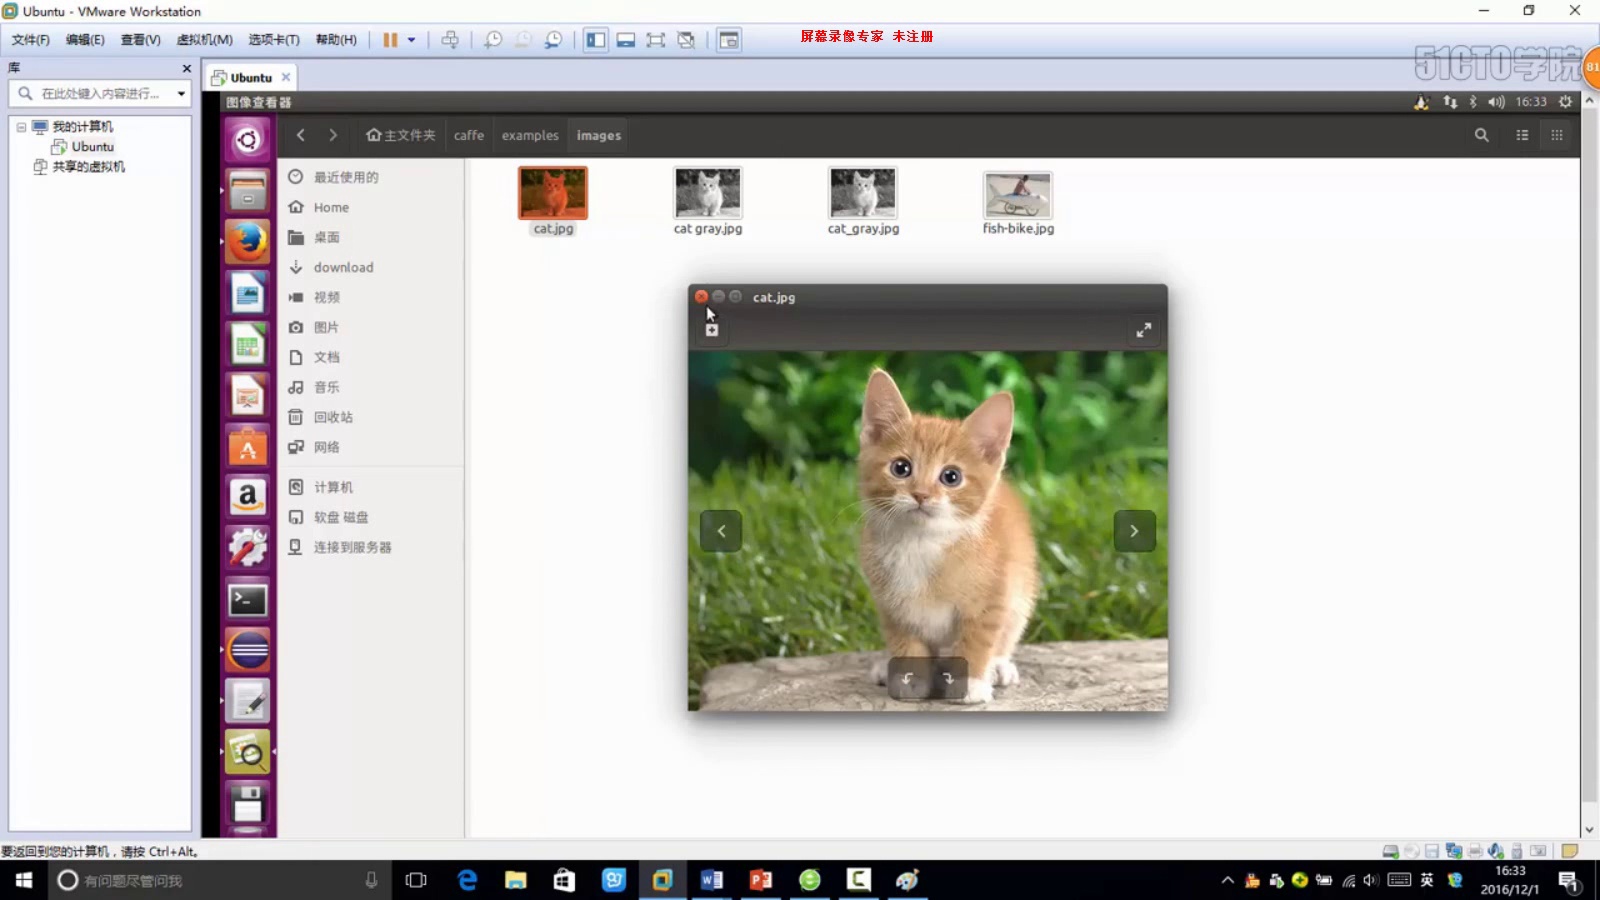 Ubuntu - VMware Workstation
文件(F) 编辑(E) 查看(V) 虚拟机(M) 选项卡(T) 帮助(H)
屏幕录像专家 未注册
51CTO学院
81
库
Ubuntu
在此处键入内容进行...
我的计算机
Ubuntu
共享的虚拟机
图像查看器
16:33
主文件夹 caffe examples images
最近使用的
Home
桌面
download
视频
图片
文档
音乐
回收站
网络
计算机
软盘 磁盘
连接到服务器
cat.jpg
cat gray.jpg
cat_gray.jpg
fish-bike.jpg
cat.jpg
要返回到您的计算机，请按 Ctrl+Alt。
有问题尽管问我
英
16:33
2016/12/1
1